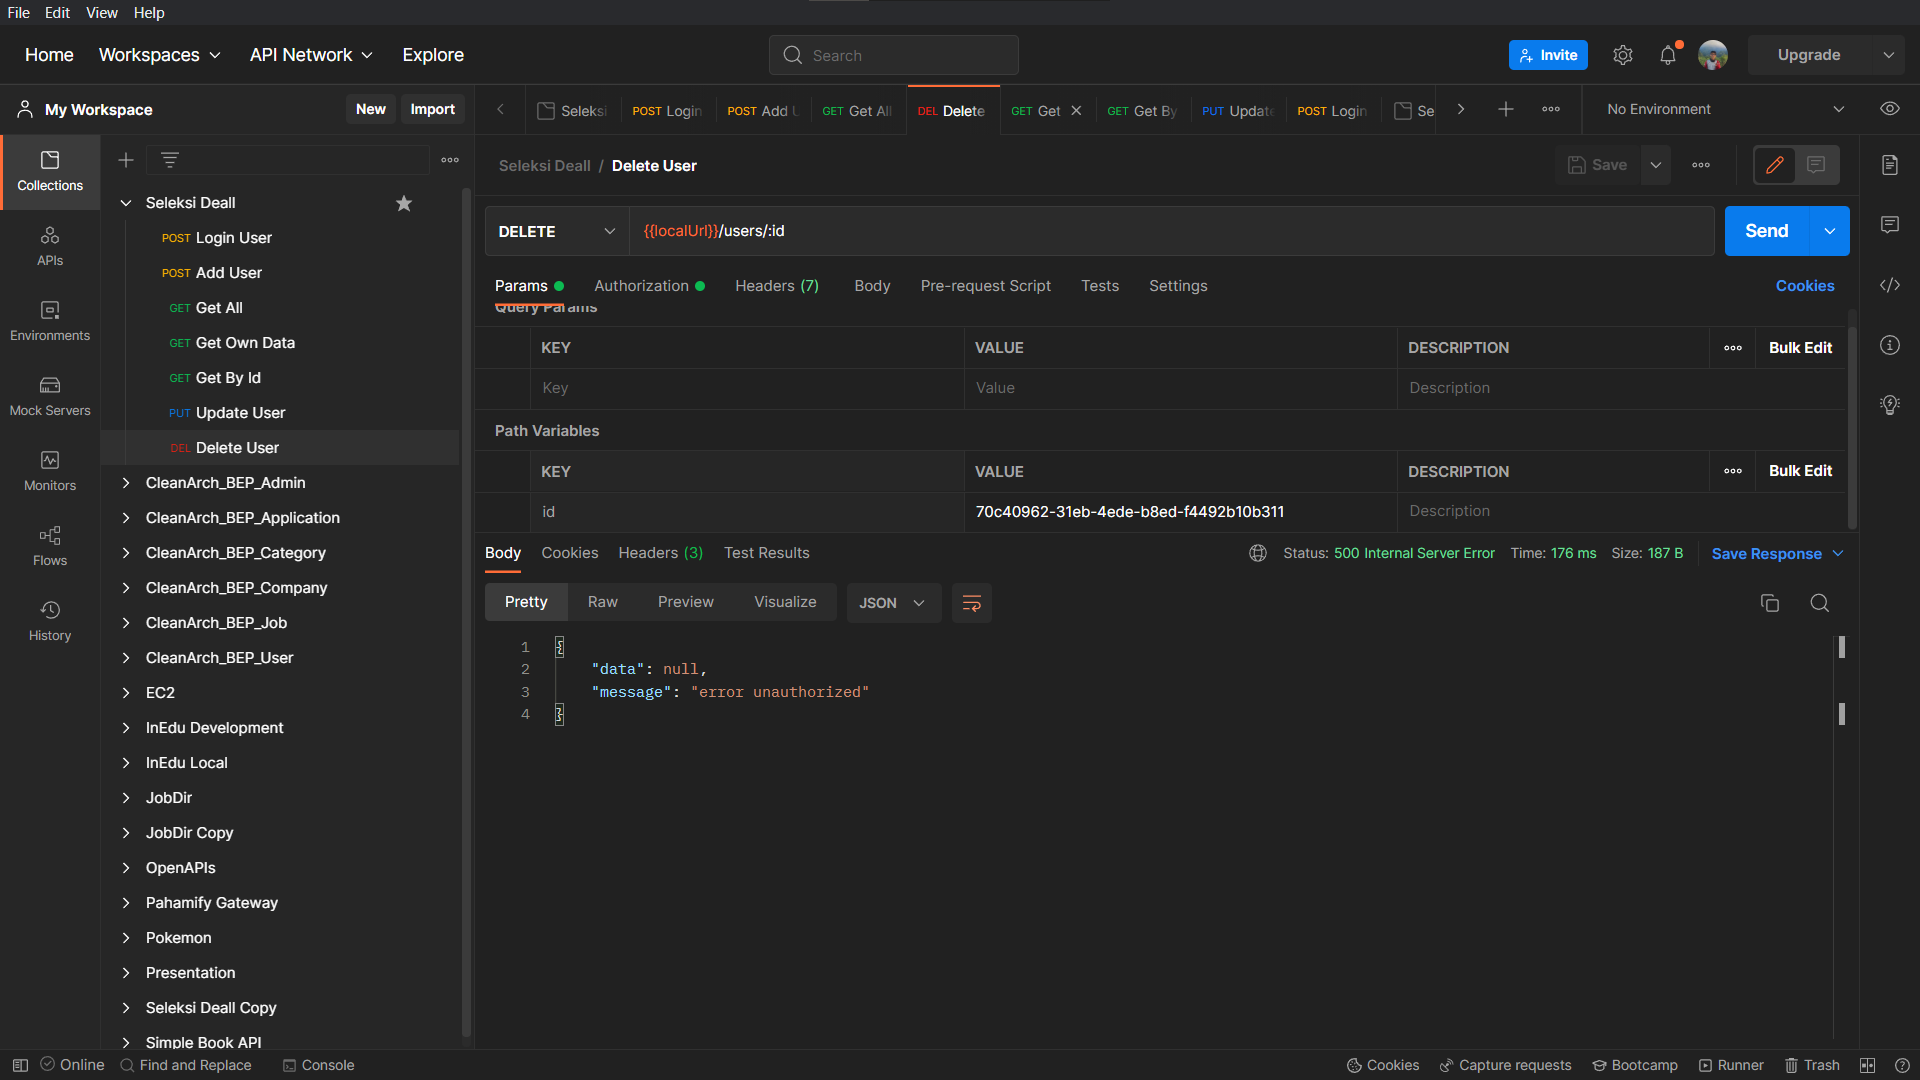 File Edit View Help
Home Workspaces API Network Explore Search Invite Upgrade
My Workspace New Import Seleksi POST Login POST Add U GET Get All DEL Delete GET Get GET Get By PUT Update POST Login Se No Environment
Collections
APIs
Environments
Mock Servers
Monitors
Flows
History
Seleksi Deall
POST Login User
POST Add User
GET Get All
GET Get Own Data
GET Get By Id
PUT Update User
DEL Delete User
CleanArch_BEP_Admin
CleanArch_BEP_Application
CleanArch_BEP_Category
CleanArch_BEP_Company
CleanArch_BEP_Job
CleanArch_BEP_User
EC2
InEdu Development
InEdu Local
JobDir
JobDir Copy
OpenAPIs
Pahamify Gateway
Pokemon
Presentation
Seleksi Deall Copy
Simple Book API
Seleksi Deall / Delete User Save
DELETE {{localUrl}}/users/:id Send
Params Authorization Headers (7) Body Pre-request Script Tests Settings Cookies
Query Params
KEY VALUE DESCRIPTION Bulk Edit
Key Value Description
Path Variables
KEY VALUE DESCRIPTION Bulk Edit
id 70c40962-31eb-4ede-b8ed-f4492b10b311 Description
Body Cookies Headers (3) Test Results Status: 500 Internal Server Error Time: 176 ms Size: 187 B Save Response
Pretty Raw Preview Visualize JSON
1 {
2 "data": null,
3 "message": "error unauthorized"
4 }
Online Find and Replace Console Cookies Capture requests Bootcamp Runner Trash